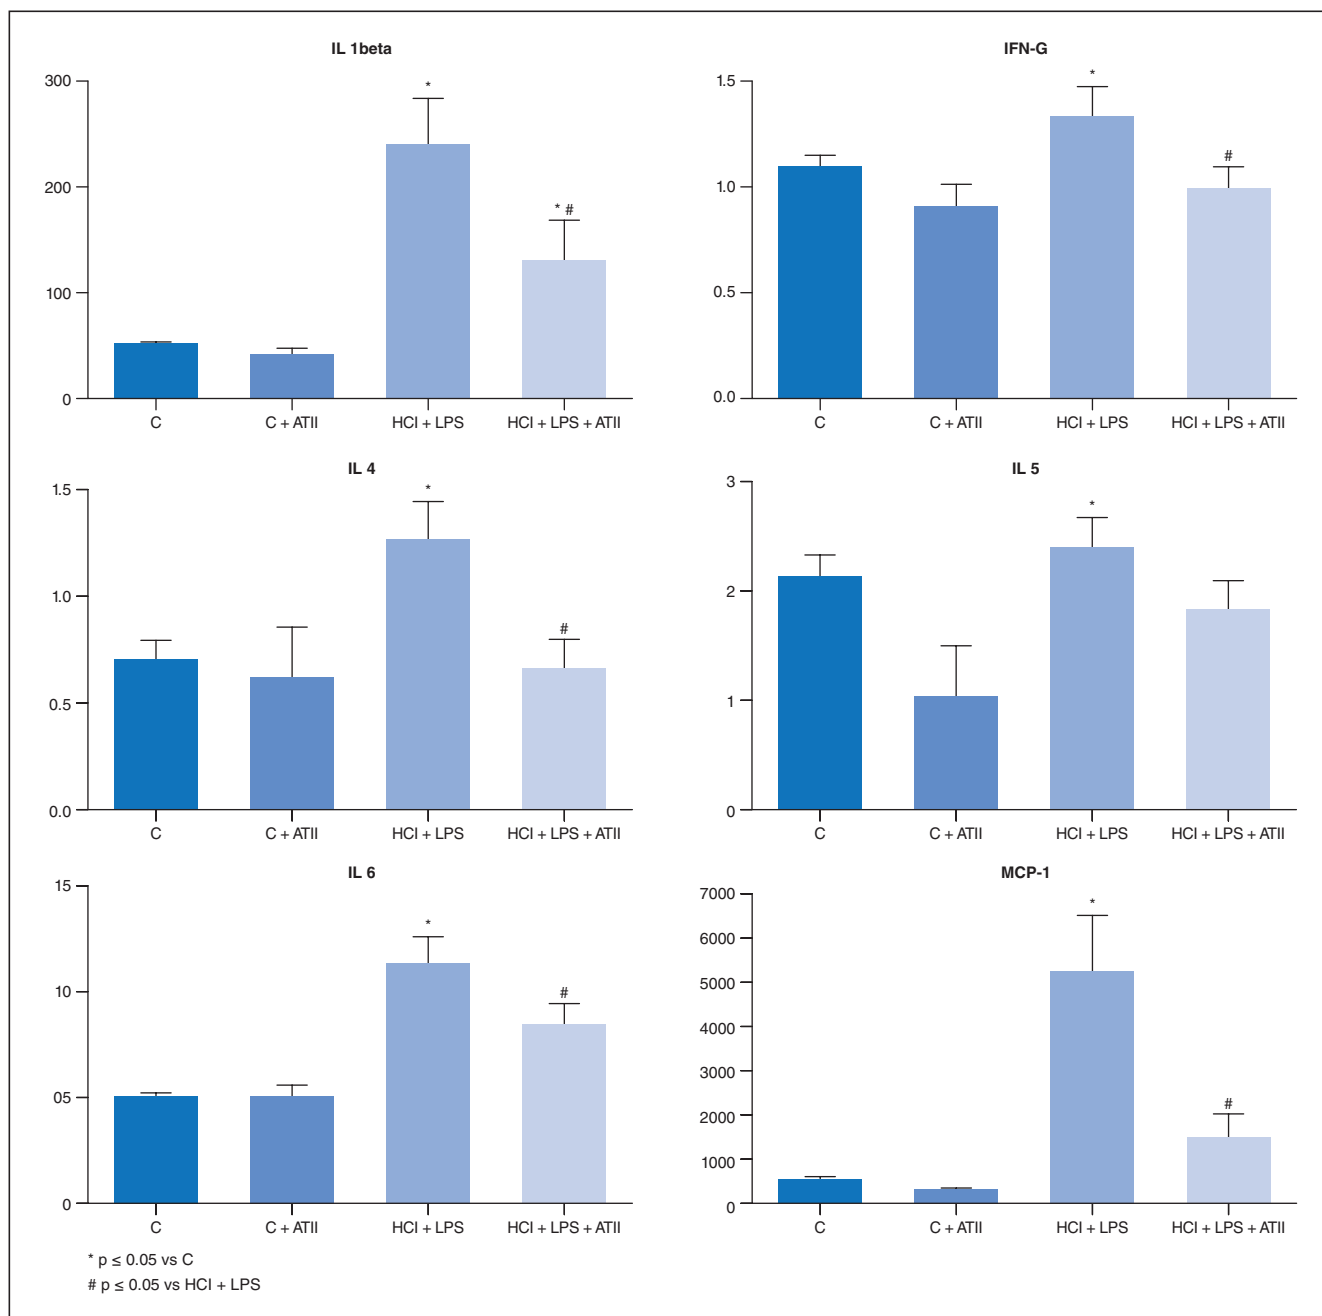 IL 1beta
300
200
100
0
*
* #
C
C + ATII
HCl + LPS
HCl + LPS + ATII
IFN-G
1.5
1.0
0.5
0.0
*
#
C
C + ATII
HCl + LPS
HCl + LPS + ATII
IL 4
1.5
1.0
0.5
0.0
*
#
C
C + ATII
HCl + LPS
HCl + LPS + ATII
IL 5
3
2
1
0
*
C
C + ATII
HCl + LPS
HCl + LPS + ATII
IL 6
15
10
05
0
*
#
C
C + ATII
HCl + LPS
HCl + LPS + ATII
MCP-1
7000
6000
5000
4000
3000
2000
1000
0
*
#
C
C + ATII
HCl + LPS
HCl + LPS + ATII
* p ≤ 0.05 vs C
# p ≤ 0.05 vs HCl + LPS